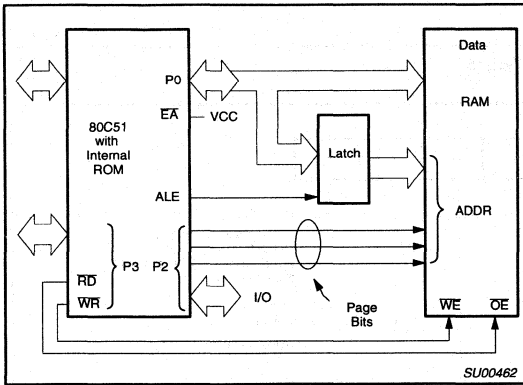 Data
P0
RAM
EA
VCC
80C51
with
Internal
ROM
Latch
ALE
ADDR
P3
P2
RD
I/O
WR
Page
Bits
WE
OE
SU00462